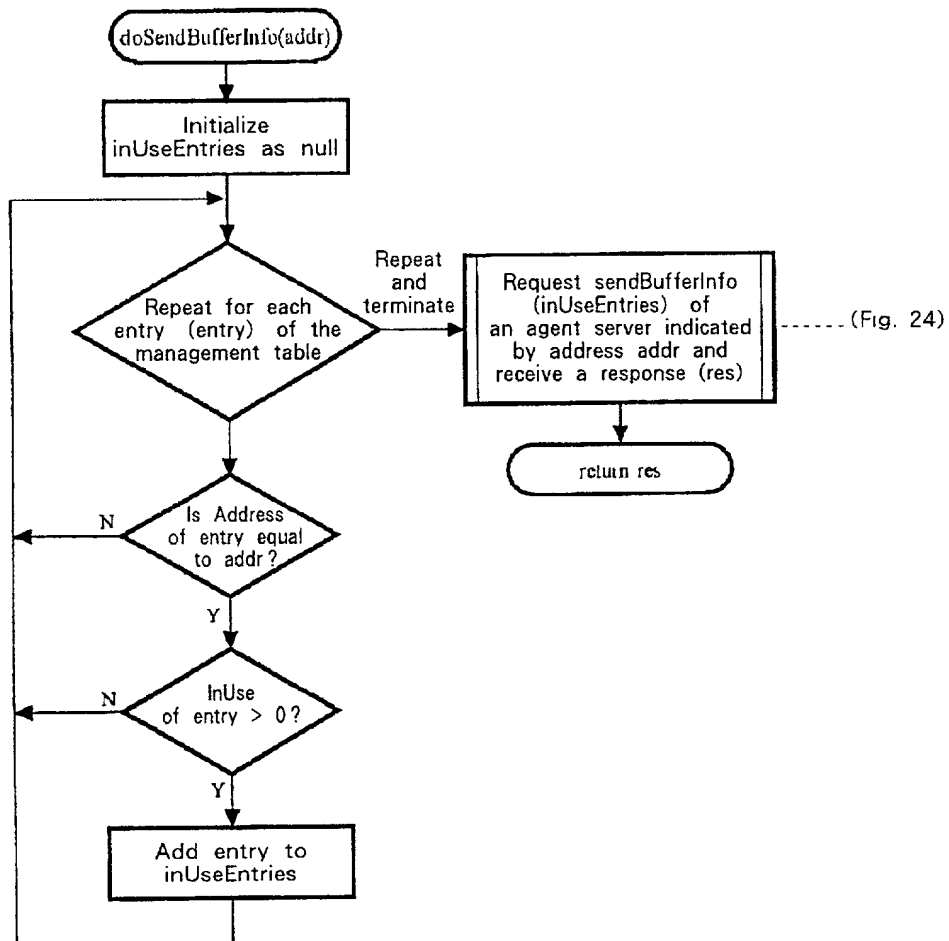 doSendBufferInfo(addr)
Initialize
inUseEntries as null
Repeat for each
entry (entry) of the
management table
Repeat
and
terminate
Request sendBufferInfo
(inUseEntries) of
an agent server indicated
by address addr and
receive a response (res)
(Fig. 24)
return res
Is Address
of entry equal
to addr?
N
Y
InUse
of entry > 0?
N
Y
Add entry to
inUseEntries